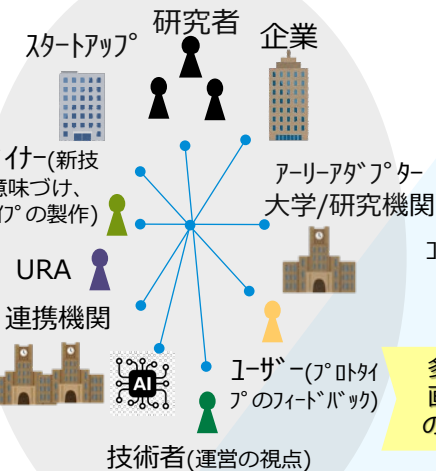 研究者
ｽﾀｰﾄｱｯﾌﾟ
企業
ｲﾅｰ(新技
意味づけ、
ｲﾌﾟの製作)
ｱｰﾘｰｱﾀﾞﾌﾟﾀｰ
大学/研究機関
URA
連携機関
AI
ﾕｰｻﾞｰ(ﾌﾟﾛﾄﾀｲ
ﾌﾟのﾌｨｰﾄﾞﾊﾞｯｸ)
技術者(運営の視点)
多
画
の